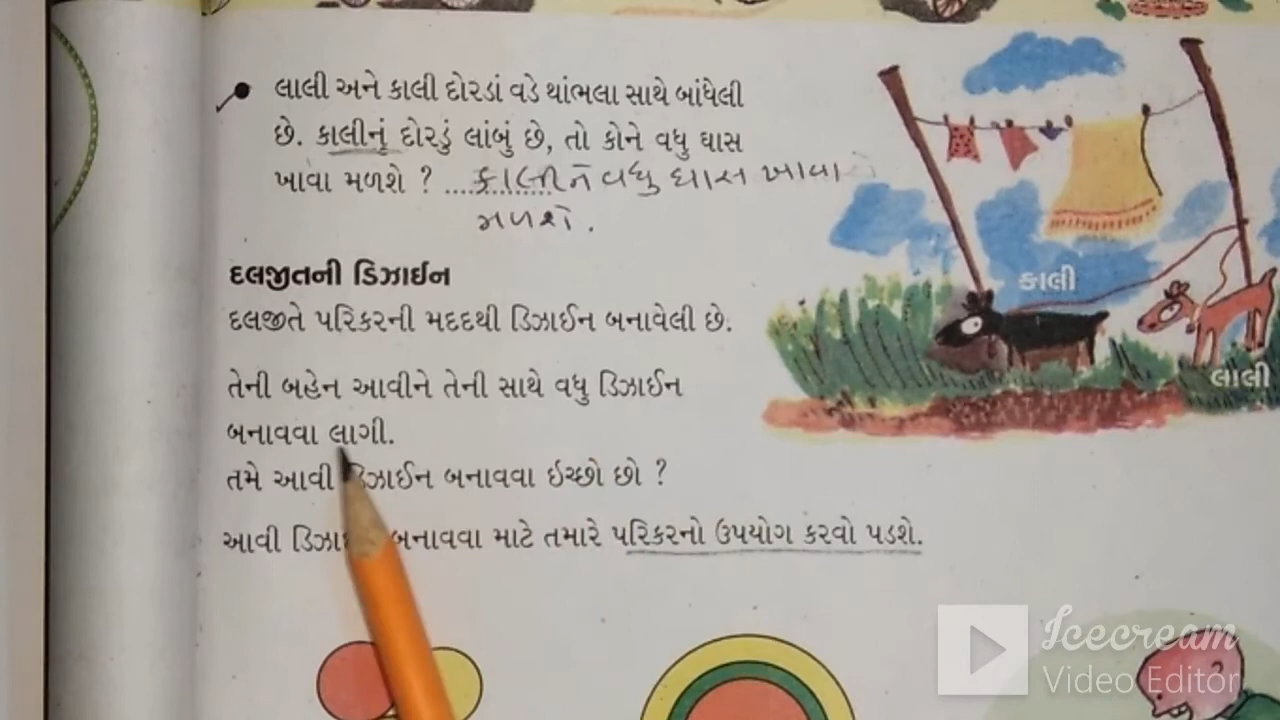 લાલી અને કાલી દોરડાં વડે થાંભલા સાથે બાંધેલી
છે. કાલીનું દોરડું લાંબું છે, તો કોને વધુ ઘાસ
ખાવા મળશે ? કાલીને વધુ ઘાસ ખાવા
મળશે.
કાલી
લાલી
દલજીતની ડિઝાઈન
દલજીતે પરિકરની મદદથી ડિઝાઈન બનાવેલી છે.
તેની બહેન આવીને તેની સાથે વધુ ડિઝાઈન
બનાવવા લાગી.
તમે આવી ડિઝાઈન બનાવવા ઈચ્છો છો ?
આવી ડિઝાઈન બનાવવા માટે તમારે પરિકરનો ઉપયોગ કરવો પડશે.
Icecream
Video Editor